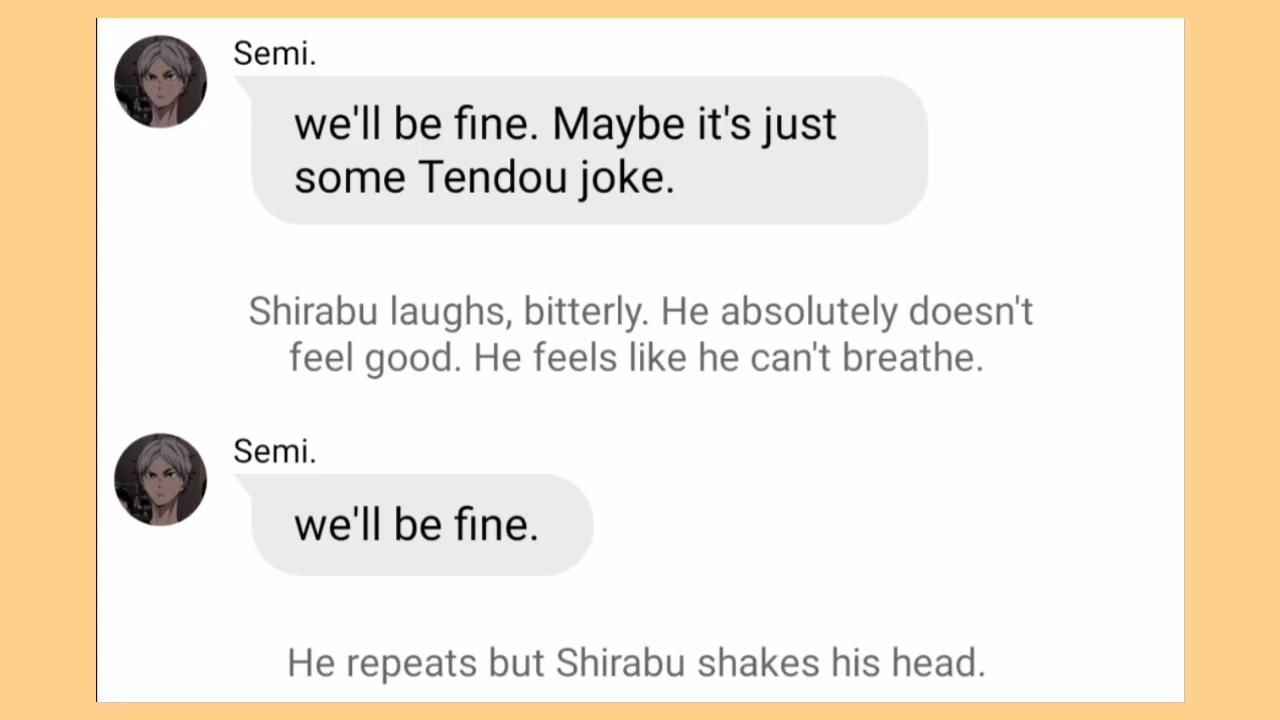 Semi.
we'll be fine. Maybe it's just
some Tendou joke.
Shirabu laughs, bitterly. He absolutely doesn't
feel good. He feels like he can't breathe.
Semi.
we'll be fine.
He repeats but Shirabu shakes his head.